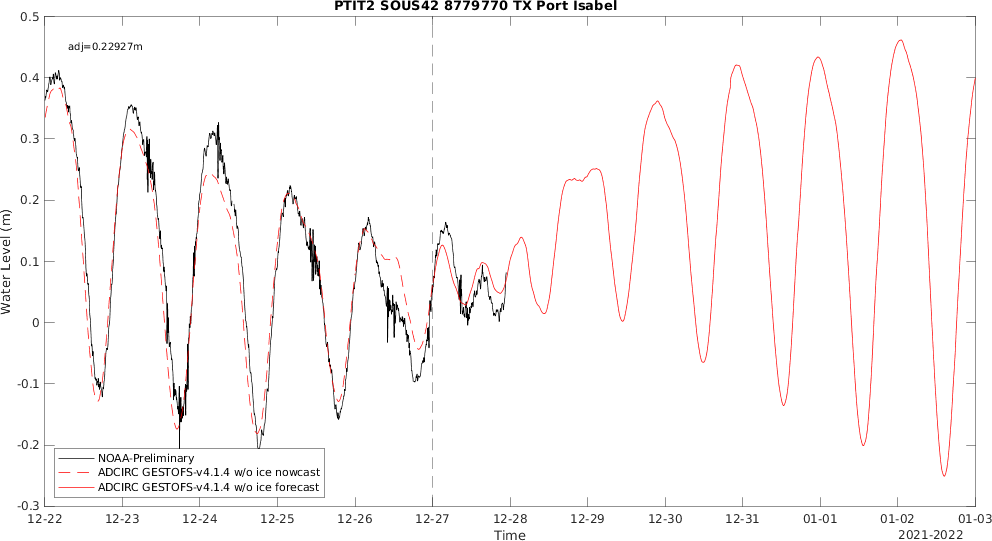 PTIT2 SOUS42 8779770 TX Port Isabel
adj=0.22927m
0.5
0.4
0.3
0.2
0.1
0
-0.1
-0.2
-0.3
Water Level (m)
NOAA-Preliminary
ADCIRC GESTOFS-v4.1.4 w/o ice nowcast
ADCIRC GESTOFS-v4.1.4 w/o ice forecast
12-22 12-23 12-24 12-25 12-26 12-27 12-28 12-29 12-30 12-31 01-01 01-02 01-03
Time
2021-2022